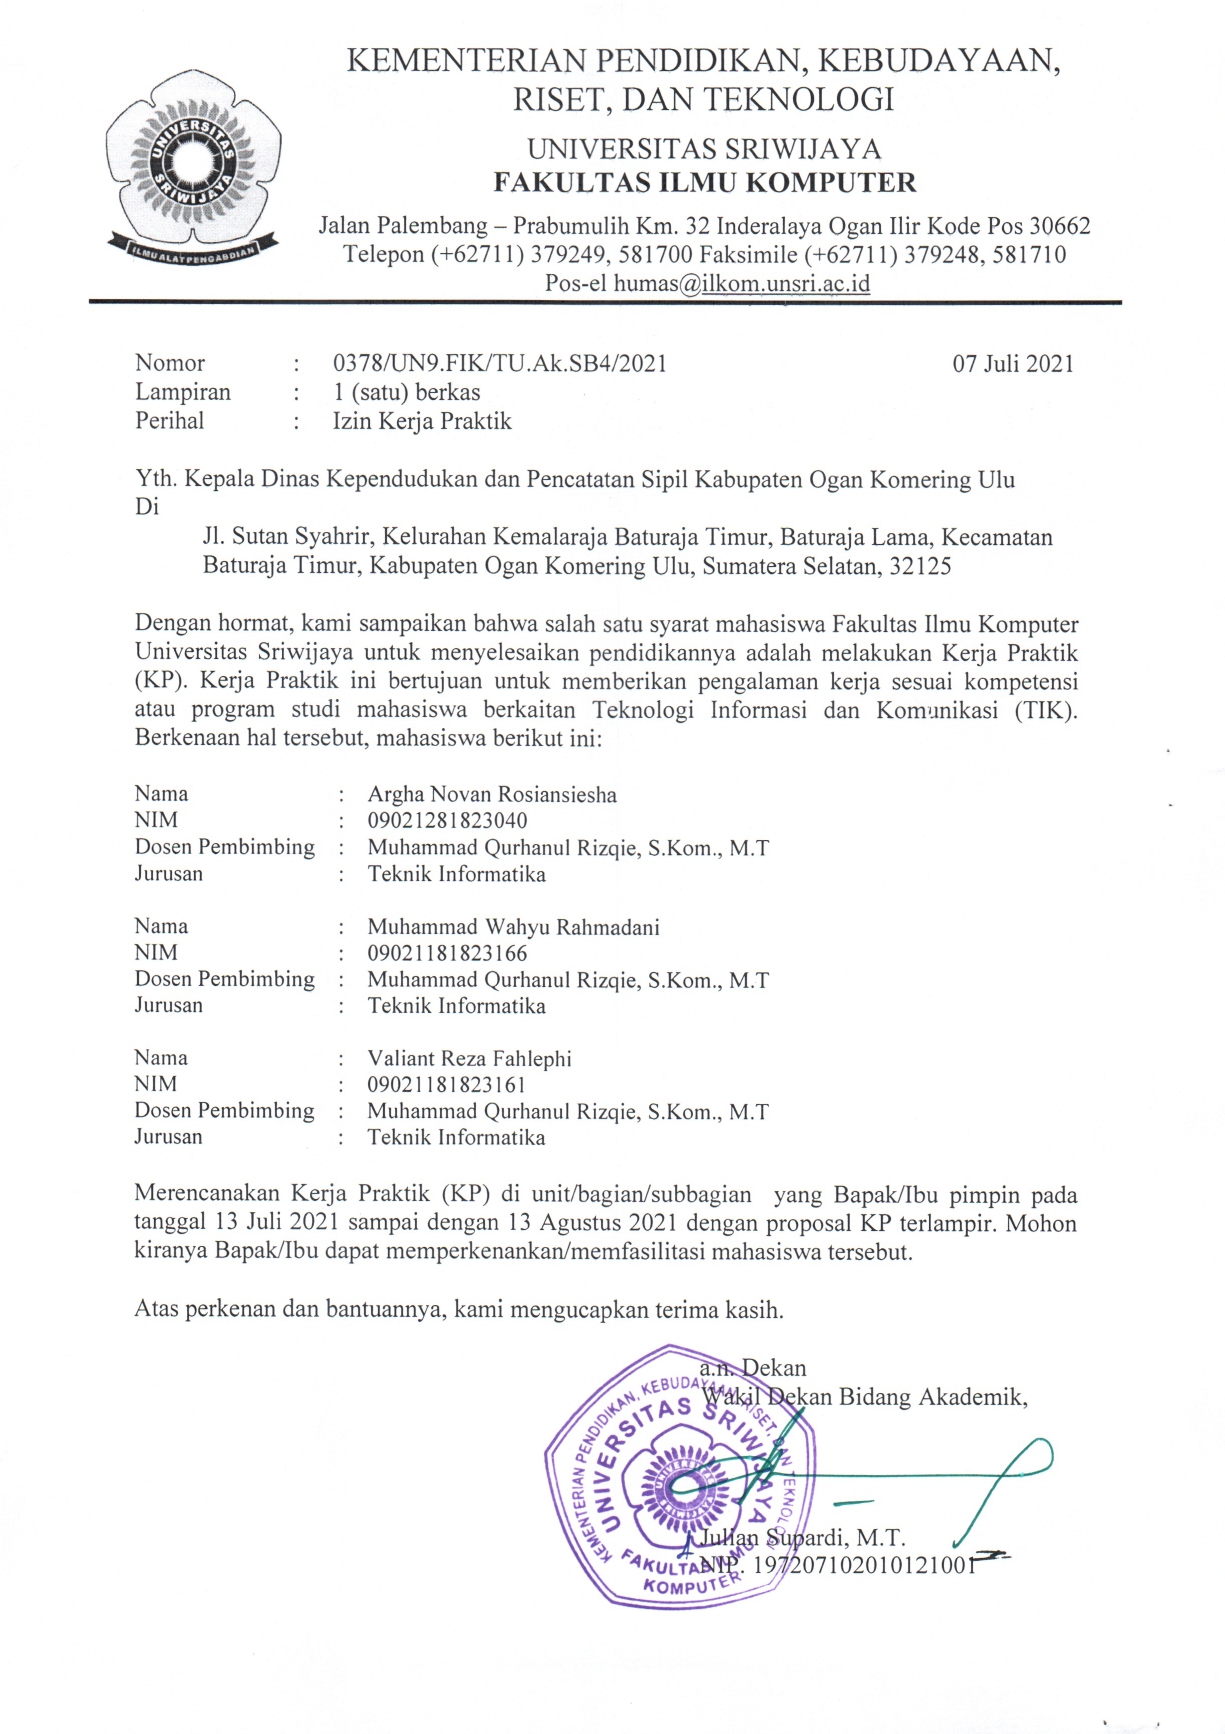 KEMENTERIAN PENDIDIKAN, KEBUDAYAAN,
RISET, DAN TEKNOLOGI
UNIVERSITAS SRIWIJAYA
FAKULTAS ILMU KOMPUTER
Jalan Palembang – Prabumulih Km. 32 Inderalaya Ogan Ilir Kode Pos 30662
Telepon (+62711) 379249, 581700 Faksimile (+62711) 379248, 581710
Pos-el humas@ilkom.unsri.ac.id
UNIVERSITAS SRIWIJAYA
ILMU ALAT PENGABDIAN
Nomor : 0378/UN9.FIK/TU.Ak.SB4/2021 07 Juli 2021
Lampiran : 1 (satu) berkas
Perihal : Izin Kerja Praktik
Yth. Kepala Dinas Kependudukan dan Pencatatan Sipil Kabupaten Ogan Komering Ulu
Di
Jl. Sutan Syahrir, Kelurahan Kemalaraja Baturaja Timur, Baturaja Lama, Kecamatan
Baturaja Timur, Kabupaten Ogan Komering Ulu, Sumatera Selatan, 32125
Dengan hormat, kami sampaikan bahwa salah satu syarat mahasiswa Fakultas Ilmu Komputer
Universitas Sriwijaya untuk menyelesaikan pendidikannya adalah melakukan Kerja Praktik
(KP). Kerja Praktik ini bertujuan untuk memberikan pengalaman kerja sesuai kompetensi
atau program studi mahasiswa berkaitan Teknologi Informasi dan Komunikasi (TIK).
Berkenaan hal tersebut, mahasiswa berikut ini:
Nama : Argha Novan Rosiansiesha
NIM : 09021281823040
Dosen Pembimbing : Muhammad Qurhanul Rizqie, S.Kom., M.T
Jurusan : Teknik Informatika
Nama : Muhammad Wahyu Rahmadani
NIM : 09021181823166
Dosen Pembimbing : Muhammad Qurhanul Rizqie, S.Kom., M.T
Jurusan : Teknik Informatika
Nama : Valiant Reza Fahlephi
NIM : 09021181823161
Dosen Pembimbing : Muhammad Qurhanul Rizqie, S.Kom., M.T
Jurusan : Teknik Informatika
Merencanakan Kerja Praktik (KP) di unit/bagian/subbagian yang Bapak/Ibu pimpin pada
tanggal 13 Juli 2021 sampai dengan 13 Agustus 2021 dengan proposal KP terlampir. Mohon
kiranya Bapak/Ibu dapat memperkenankan/memfasilitasi mahasiswa tersebut.
Atas perkenan dan bantuannya, kami mengucapkan terima kasih.
a.n. Dekan
Wakil Dekan Bidang Akademik,
KEMENTERIAN PENDIDIKAN, KEBUDAYAAN, RISET, DAN TEKNOLOGI
UNIVERSITAS SRIWIJAYA
FAKULTAS ILMU
KOMPUTER
Julian Supardi, M.T.
NIP. 197207102010121001